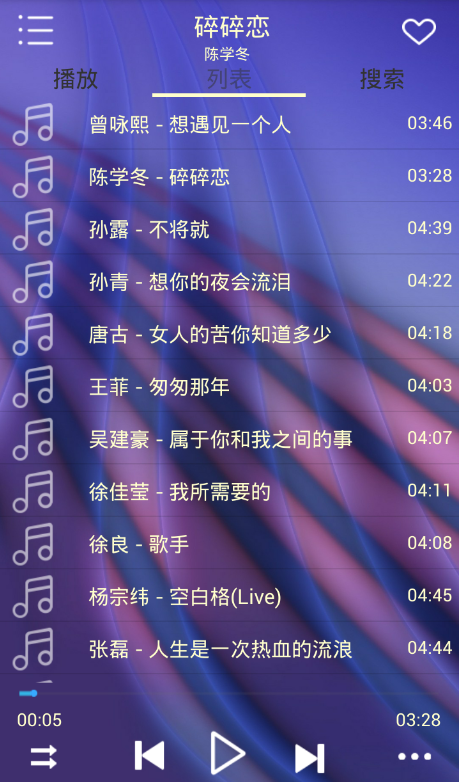 碎碎恋
陈学冬
播放 列表 搜索
曾咏熙 - 想遇见一个人 03:46
陈学冬 - 碎碎恋 03:28
孙露 - 不将就 04:39
孙青 - 想你的夜会流泪 04:22
唐古 - 女人的苦你知道多少 04:18
王菲 - 匆匆那年 04:03
吴建豪 - 属于你和我之间的事 04:07
徐佳莹 - 我所需要的 04:11
徐良 - 歌手 04:08
杨宗纬 - 空白格(Live) 04:45
张磊 - 人生是一次热血的流浪 04:44
00:05 03:28